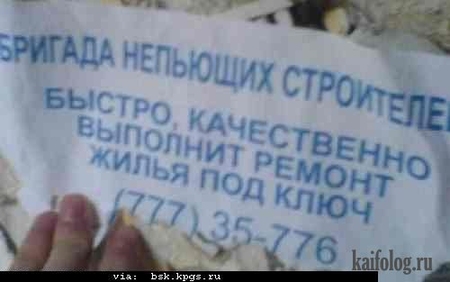 БРИГАДА НЕПЬЮЩИХ СТРОИТЕЛЕ
БЫСТРО, КАЧЕСТВЕННО
ВЫПОЛНИТ РЕМОНТ
ЖИЛЬЯ ПОД КЛЮЧ
(777) 35-776
kaifolog.ru
via: bsk.kpgs.ru